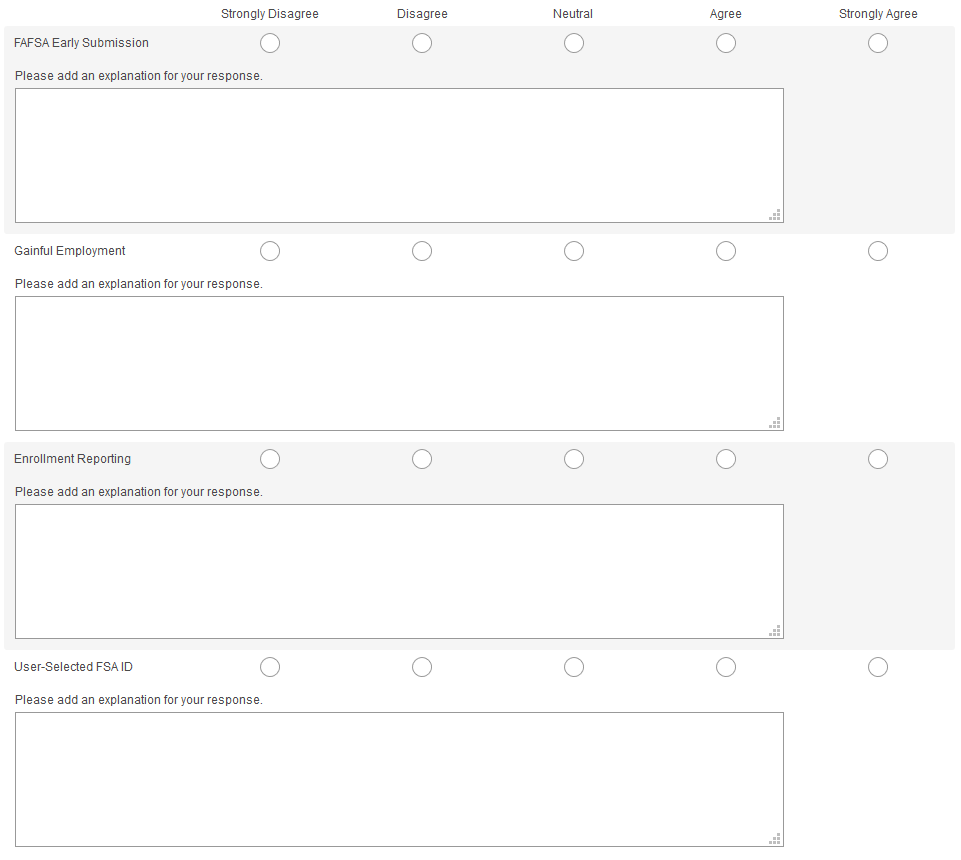 Strongly Disagree Disagree Neutral Agree Strongly Agree
FAFSA Early Submission
Please add an explanation for your response.
Gainful Employment
Please add an explanation for your response.
Enrollment Reporting
Please add an explanation for your response.
User-Selected FSA ID
Please add an explanation for your response.